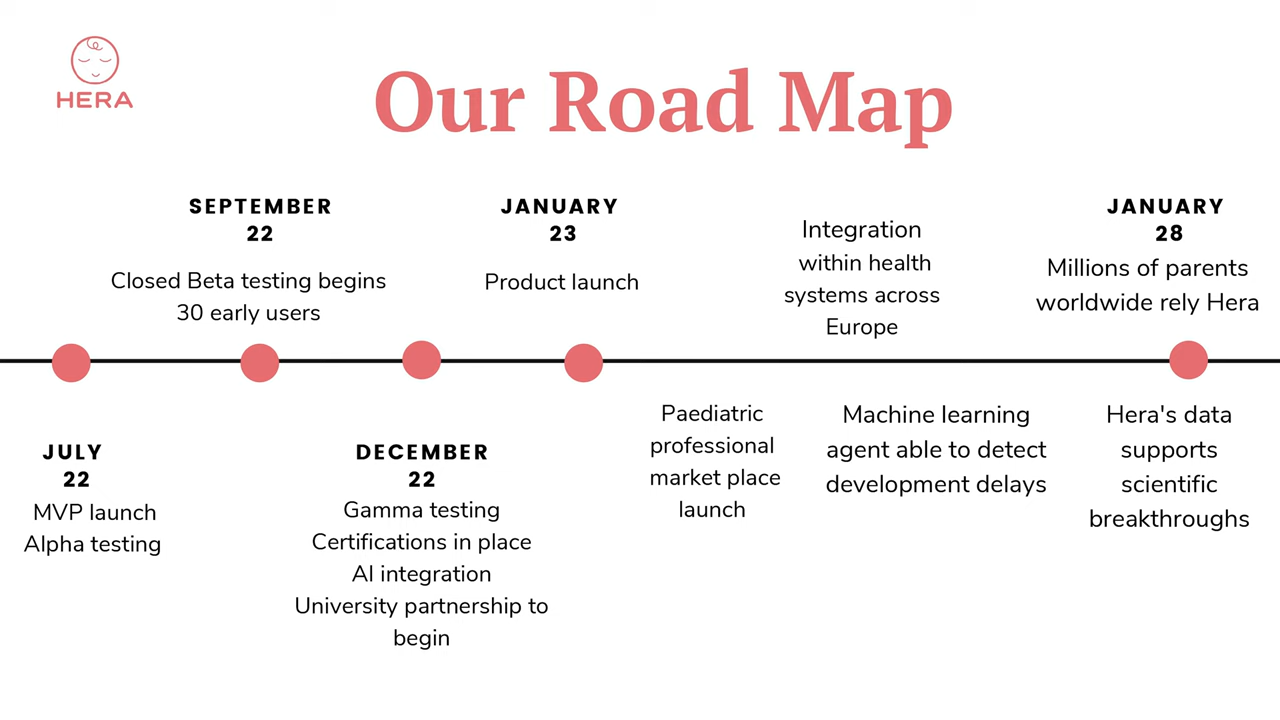 HERA
Our Road Map
SEPTEMBER
22
Closed Beta testing begins
30 early users
JANUARY
23
Product launch
Integration
within health
systems across
Europe
JANUARY
28
Millions of parents
worldwide rely Hera
JULY
22
MVP launch
Alpha testing
DECEMBER
22
Gamma testing
Certifications in place
AI integration
University partnership to
begin
Paediatric
professional
market place
launch
Machine learning
agent able to detect
development delays
Hera's data
supports
scientific
breakthroughs